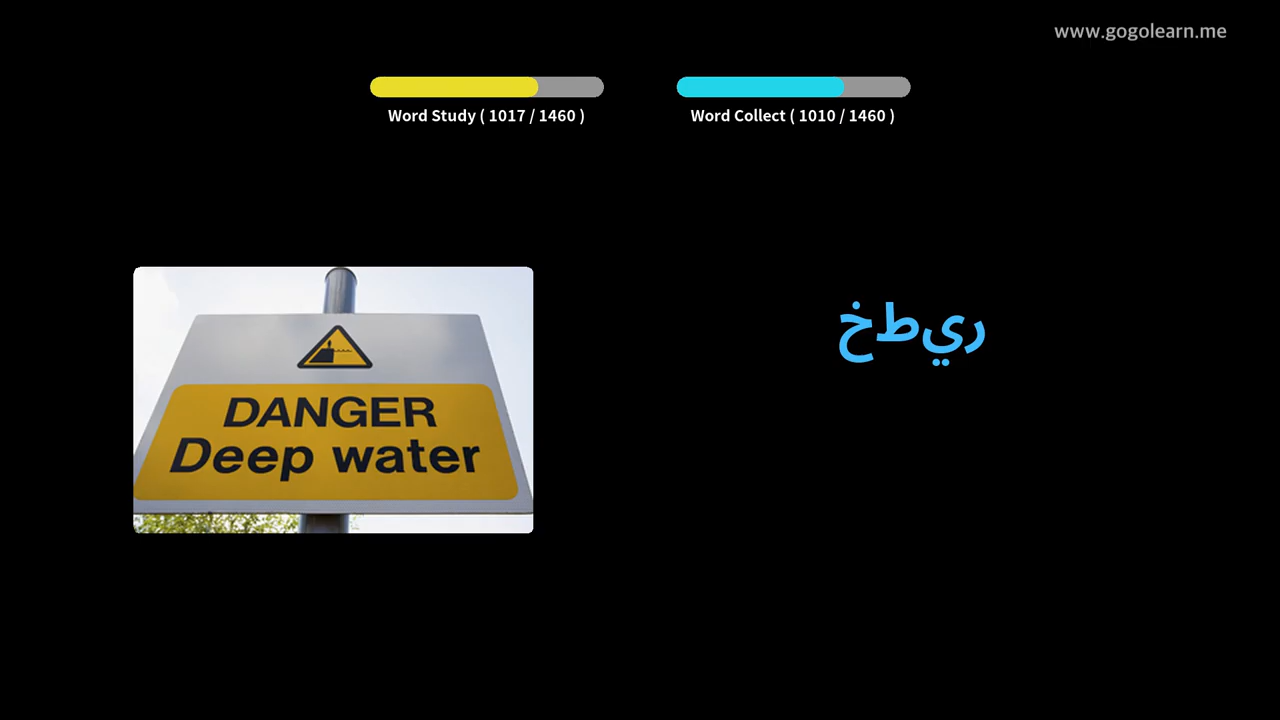 www.gogolearn.me
Word Study ( 1017 / 1460 )
Word Collect ( 1010 / 1460 )
DANGER
Deep water
ريطخ